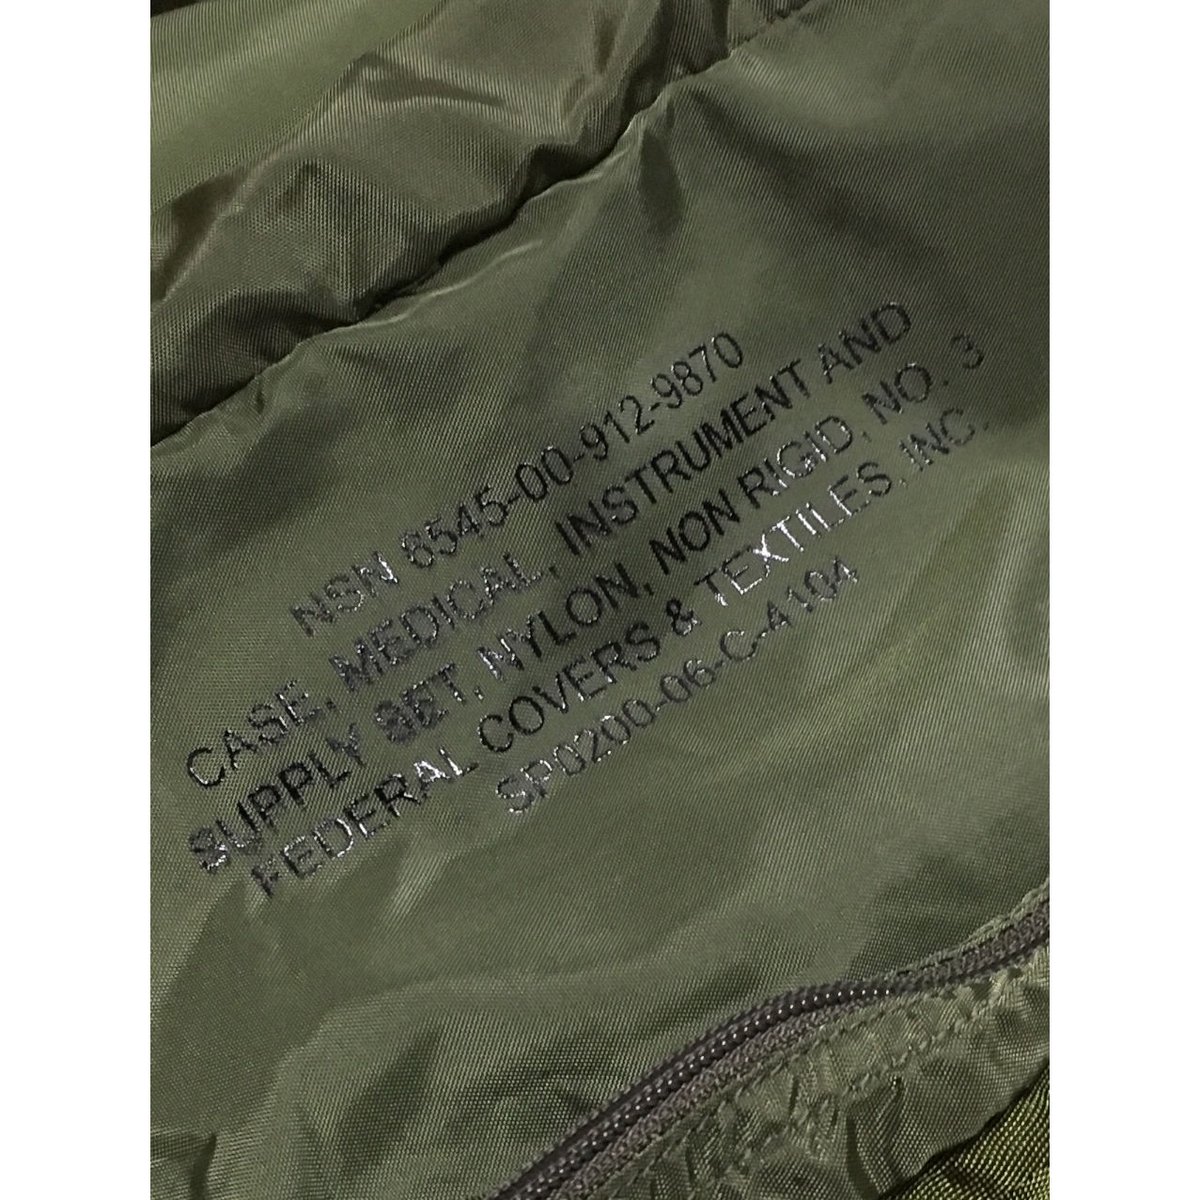 NSN 6545-00-912-9870
CASE, MEDICAL, INSTRUMENT AND
SUPPLY SET, NYLON, NON RIGID, NO. 3
FEDERAL COVERS & TEXTILES, INC.
SP0200-06-C-4104